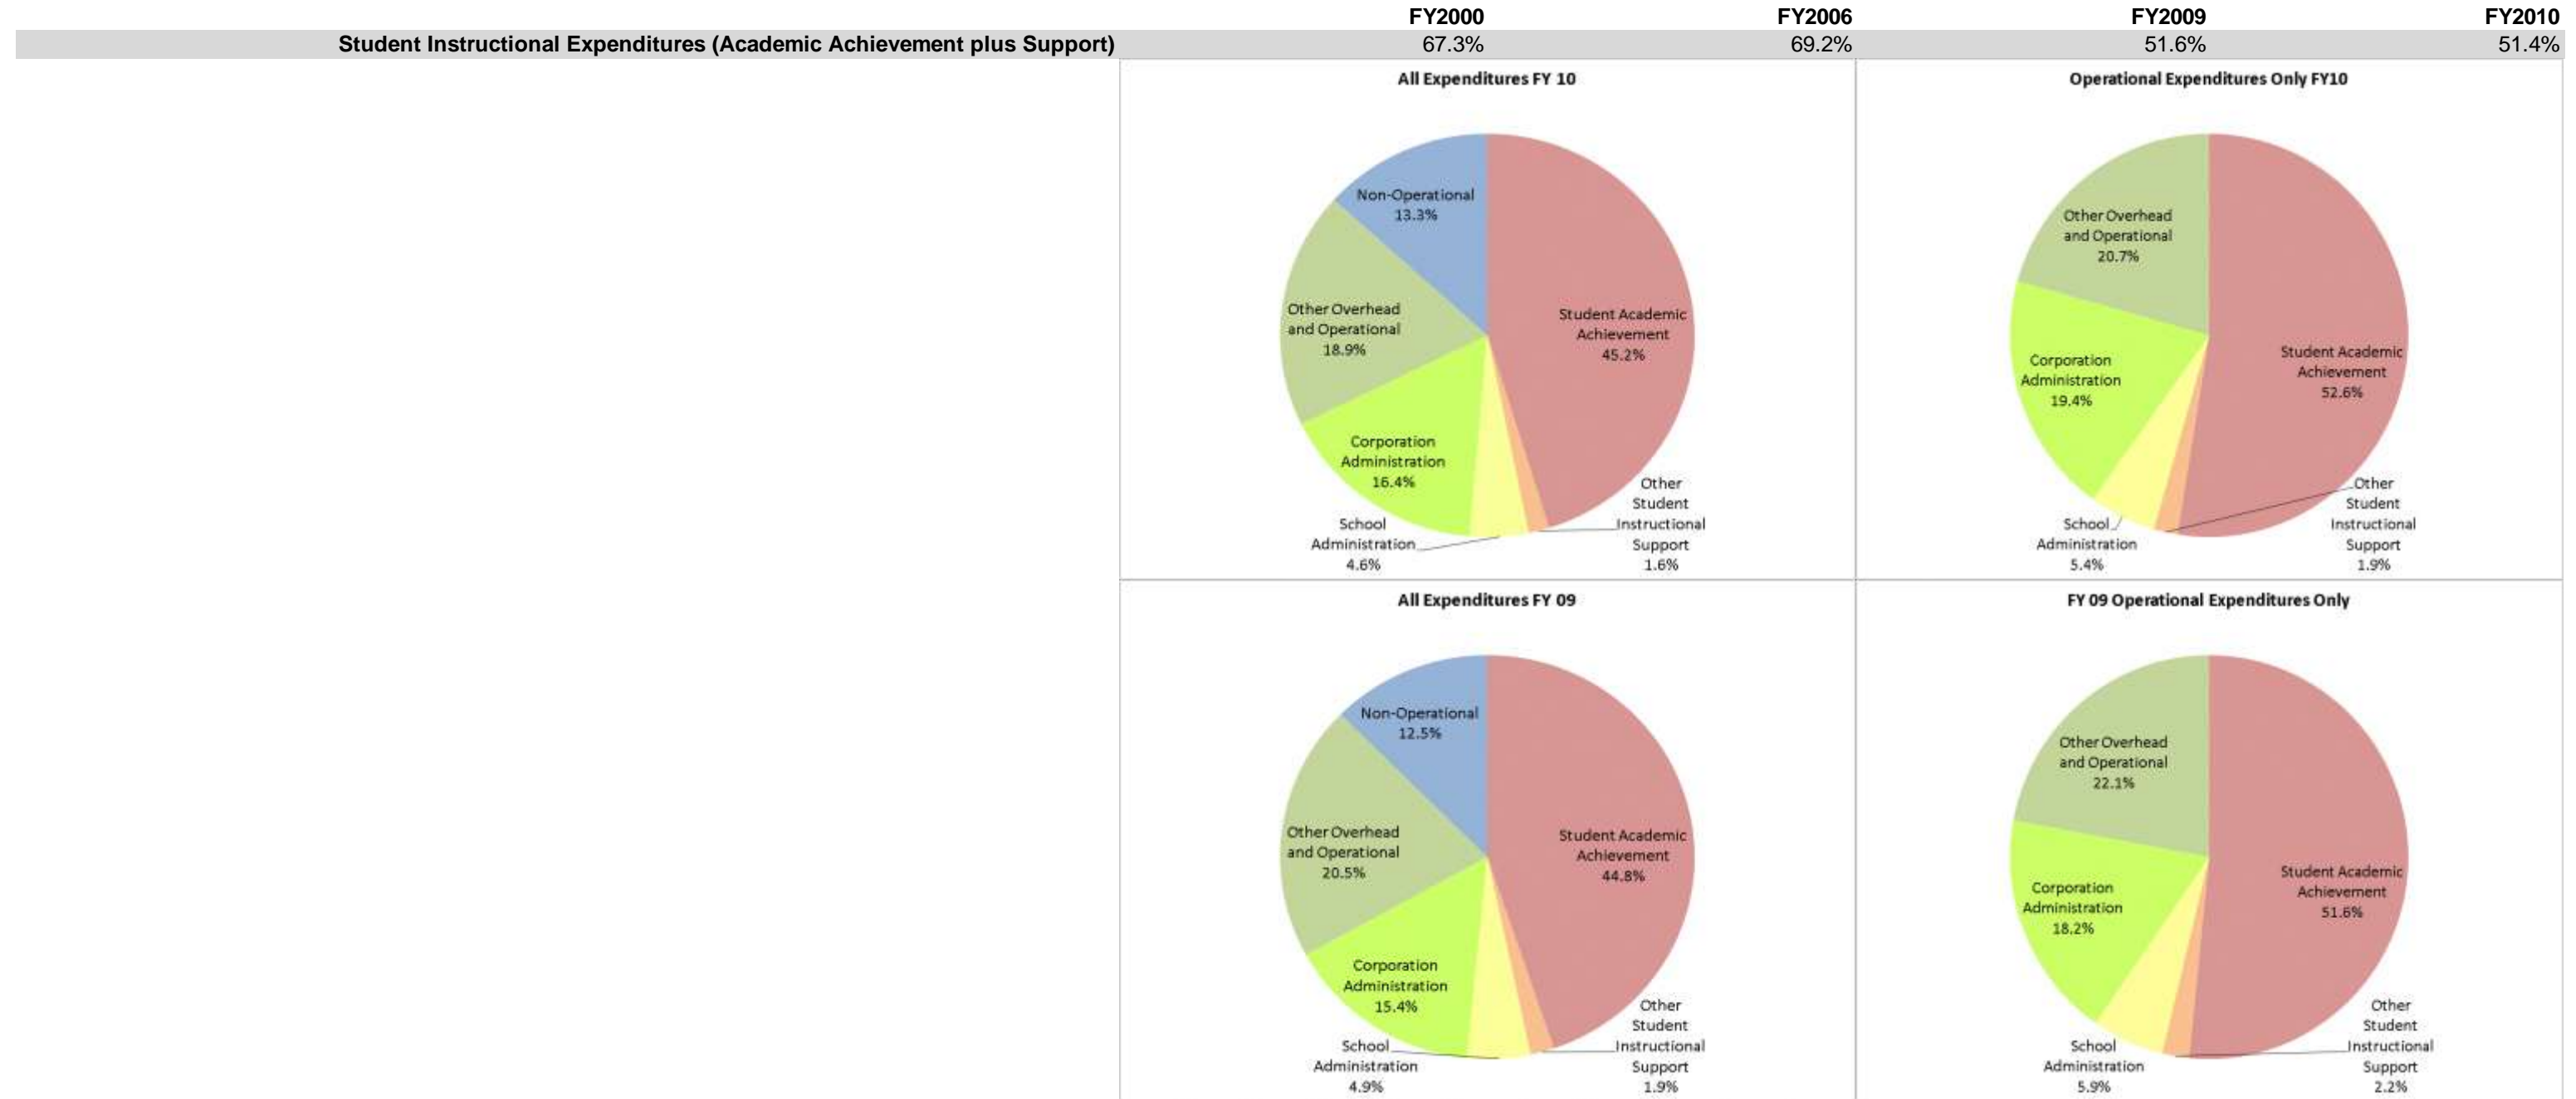 FY2000 FY2006 FY2009 FY2010
Student Instructional Expenditures (Academic Achievement plus Support) 67.3% 69.2% 51.6% 51.4%
All Expenditures FY 10
Non-Operational
13.3%
Other Overhead
and Operational
18.9%
Student Academic
Achievement
45.2%
Corporation
Administration
16.4%
School
Administration
4.6%
Other
Student
Instructional
Support
1.6%
Operational Expenditures Only FY10
Other Overhead
and Operational
20.7%
Corporation
Administration
19.4%
Student Academic
Achievement
52.6%
School
Administration
5.4%
Other
Student
Instructional
Support
1.9%
All Expenditures FY 09
Non-Operational
12.5%
Other Overhead
and Operational
20.5%
Student Academic
Achievement
44.8%
Corporation
Administration
15.4%
School
Administration
4.9%
Other
Student
Instructional
Support
1.9%
FY 09 Operational Expenditures Only
Other Overhead
and Operational
22.1%
Corporation
Administration
18.2%
Student Academic
Achievement
51.6%
School
Administration
5.9%
Other
Student
Instructional
Support
2.2%